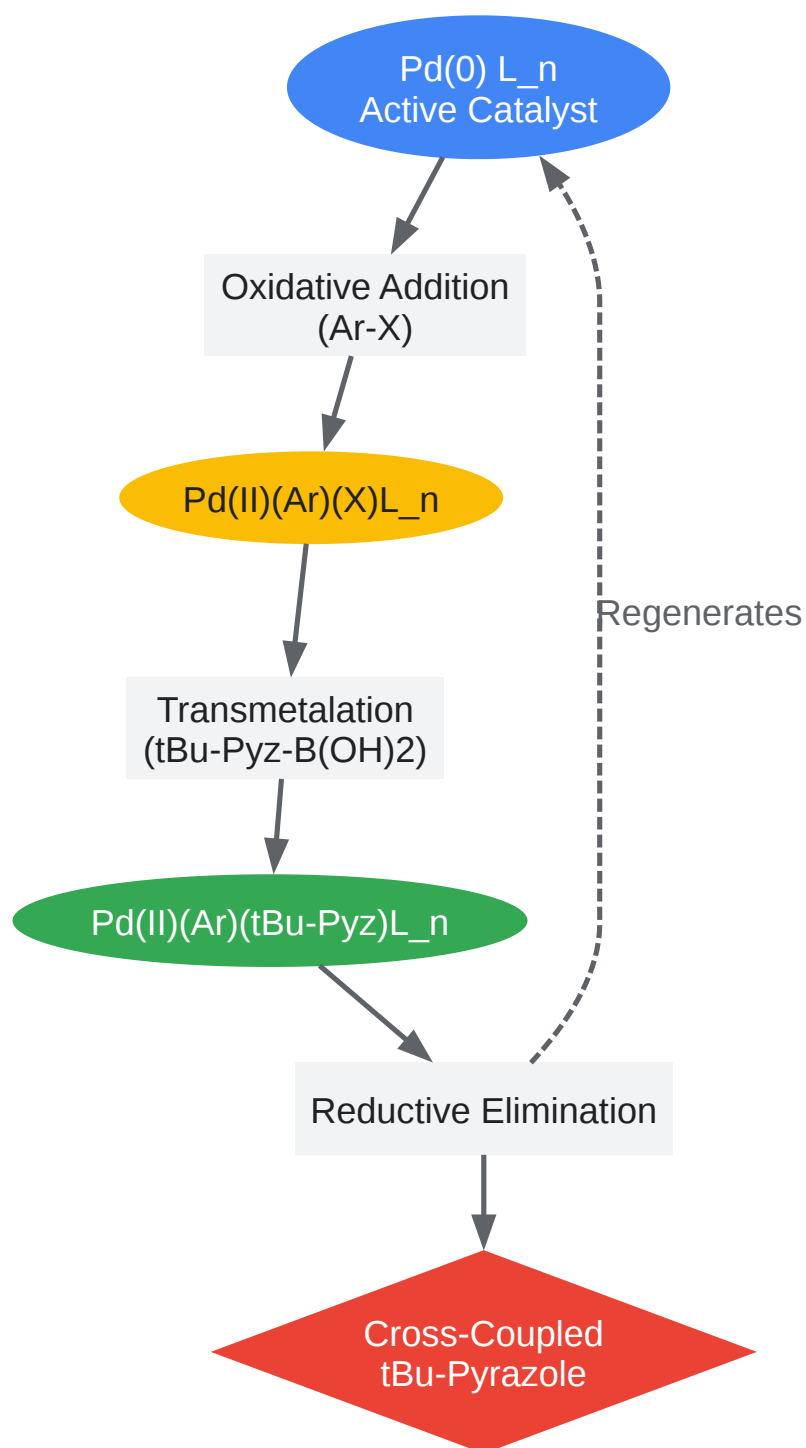 Pd(0) L_n
Active Catalyst
Oxidative Addition
(Ar-X)
Pd(II)(Ar)(X)L_n
Regenerates
Transmetalation
(tBu-Pyz-B(OH)2)
Pd(II)(Ar)(tBu-Pyz)L_n
Reductive Elimination
Cross-Coupled
tBu-Pyrazole